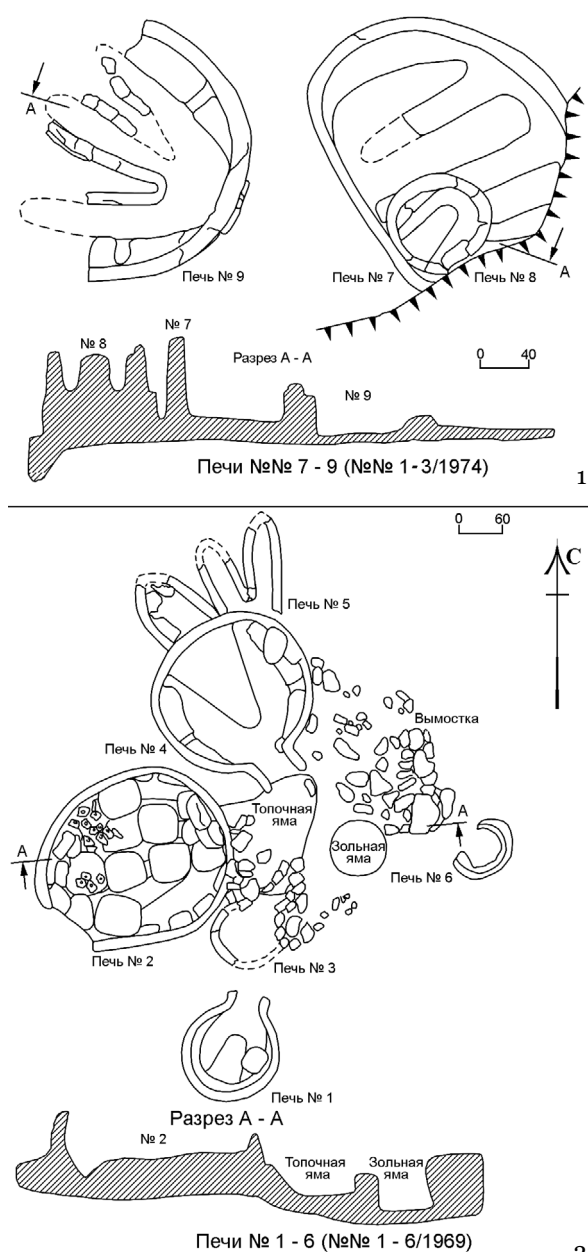 А
Печь № 9
Печь № 7
Печь № 8
А
№ 7
№ 8
Разрез А - А
0 40
№ 9
Печи №№ 7 - 9 (№№ 1-3/1974)
1
0 60
С
Печь № 5
Вымостка
Печь № 4
Топочная
яма
А
Зольная
яма
А
Печь № 6
Печь № 2
Печь № 3
Печь № 1
Разрез А - А
№ 2
Топочная
яма
Зольная
яма
Печи № 1 - 6 (№№ 1 - 6/1969)